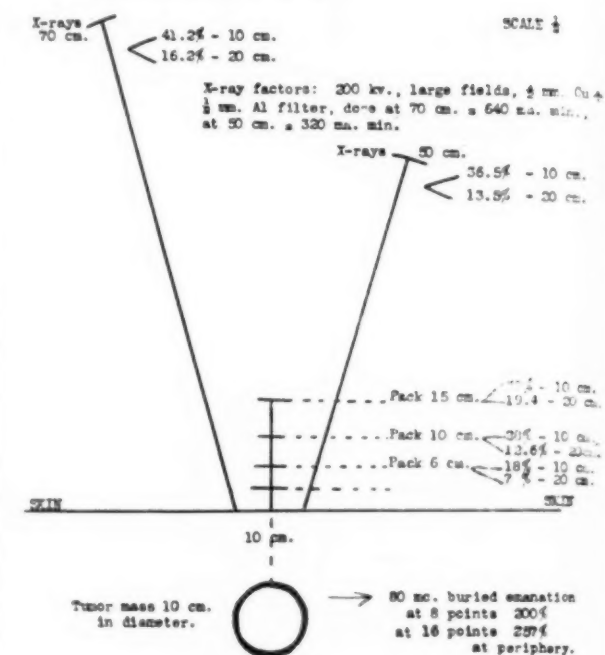 X-rays
70 cm.
41.2% - 10 cm.
16.2% - 20 cm.
SCALE ½
X-ray factors: 200 kv., large fields, ½ mm. Cu +
½ mm. Al filter, dose at 70 cm. = 640 ma. min.,
at 50 cm. = 320 ma. min.
X-rays 50 cm.
36.5% - 10 cm.
13.5% - 20 cm.
Pack 15 cm.
- 10 cm.
19.4 - 20 cm.
Pack 10 cm.
30% - 10 cm.
12.6% - 20cm.
Pack 6 cm.
18% - 10 cm.
7 % - 20 cm.
SKIN
SKIN
10 cm.
Tumor mass 10 cm.
in diameter.
80 mc. buried emanation
at 8 points 200%
at 16 points 257%
at periphery.